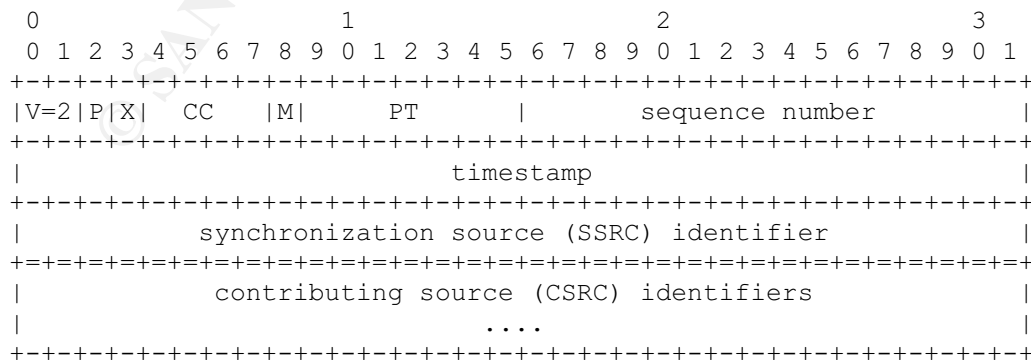 0                   1                   2                   3
 0 1 2 3 4 5 6 7 8 9 0 1 2 3 4 5 6 7 8 9 0 1 2 3 4 5 6 7 8 9 0 1
+-+-+-+-+-+-+-+-+-+-+-+-+-+-+-+-+-+-+-+-+-+-+-+-+-+-+-+-+-+-+-+-+
|V=2|P|X|  CC   |M|     PT      |       sequence number         |
+-+-+-+-+-+-+-+-+-+-+-+-+-+-+-+-+-+-+-+-+-+-+-+-+-+-+-+-+-+-+-+-+
|                           timestamp                           |
+-+-+-+-+-+-+-+-+-+-+-+-+-+-+-+-+-+-+-+-+-+-+-+-+-+-+-+-+-+-+-+-+
|           synchronization source (SSRC) identifier            |
+=+=+=+=+=+=+=+=+=+=+=+=+=+=+=+=+=+=+=+=+=+=+=+=+=+=+=+=+=+=+=+=+
|            contributing source (CSRC) identifiers             |
|                             ....                              |
+-+-+-+-+-+-+-+-+-+-+-+-+-+-+-+-+-+-+-+-+-+-+-+-+-+-+-+-+-+-+-+-+
© SAN